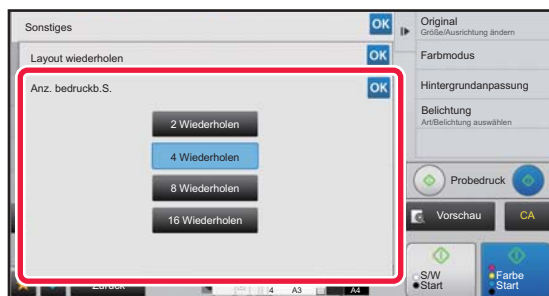 Sonstiges
OK
Layout wiederholen
OK
Anz. bedruckb.S.
OK
2 Wiederholen
4 Wiederholen
8 Wiederholen
16 Wiederholen
Zurück
4 A3
A4
Original
Größe/Ausrichtung ändern
Farbmodus
Hintergrundanpassung
Belichtung
Art/Belichtung auswählen
Probedruck
Vorschau
CA
S/W
Start
Farbe
Start